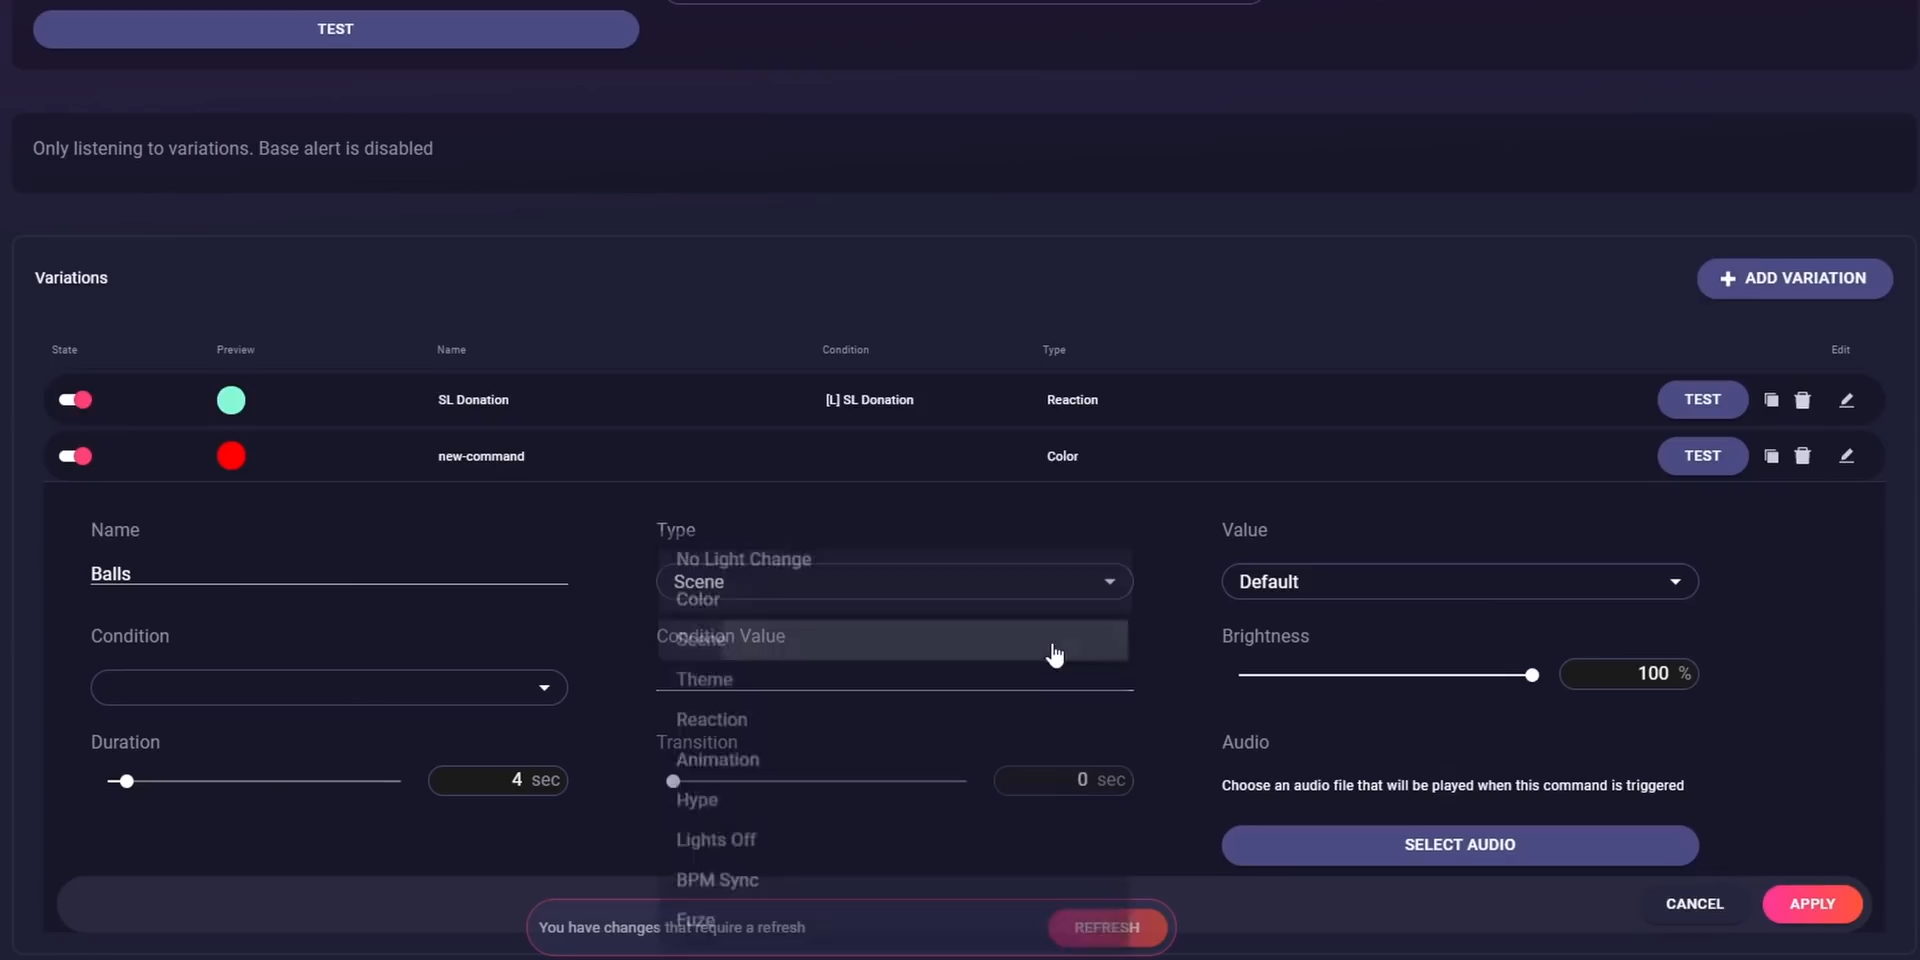 TEST
Only listening to variations. Base alert is disabled
Variations
ADD VARIATION
State Preview Name Condition Type Edit
SL Donation [L] SL Donation Reaction TEST
new-command Color TEST
Name Type Value
No Light Change
Balls Scene Default
Color
Condition Condition Value Brightness
Scene
100 %
Theme
Reaction
Duration Transition Audio
Animation
4 sec 0 sec Choose an audio file that will be played when this command is triggered
Hype
Lights Off SELECT AUDIO
BPM Sync
CANCEL APPLY
Fuze
You have changes that require a refresh REFRESH